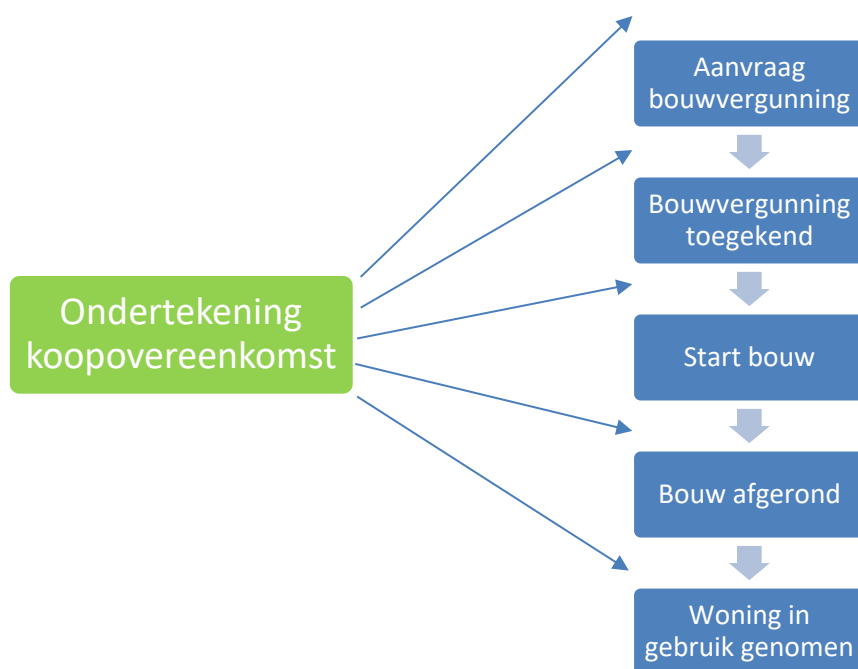 Ondertekening
koopovereenkomst
Aanvraag
bouwvergunning
Bouwvergunning
toegekend
Start bouw
Bouw afgerond
Woning in
gebruik genomen